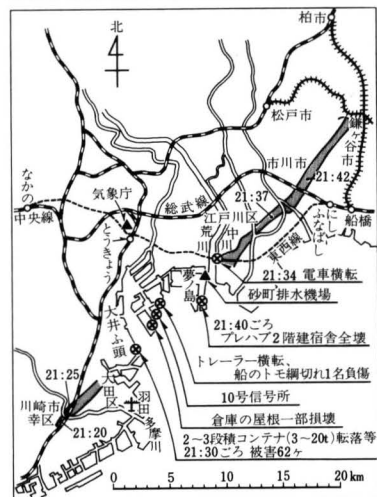 北
柏市
松戸市
鎌ヶ谷市
21:42
市川市
21:37
なかの
中央線
気象庁
総武線
とうきょう
江戸川区
荒川
中川
東西線
にしふなばし
船橋
夢の島
21:34 電車横転
砂町排水機場
21:40ごろ
プレハブ2階建宿舎全壊
トレーラー横転、
船のトモ綱切れ1名負傷
10号信号所
倉庫の屋根一部損壊
2～3段積コンテナ(3～20t)転落等
21:30ごろ 被害62ヶ
大井ふ頭
21:25
大田区
羽田
多摩川
川崎市
幸区
21:20
0 2 4 6 8 10 20 km